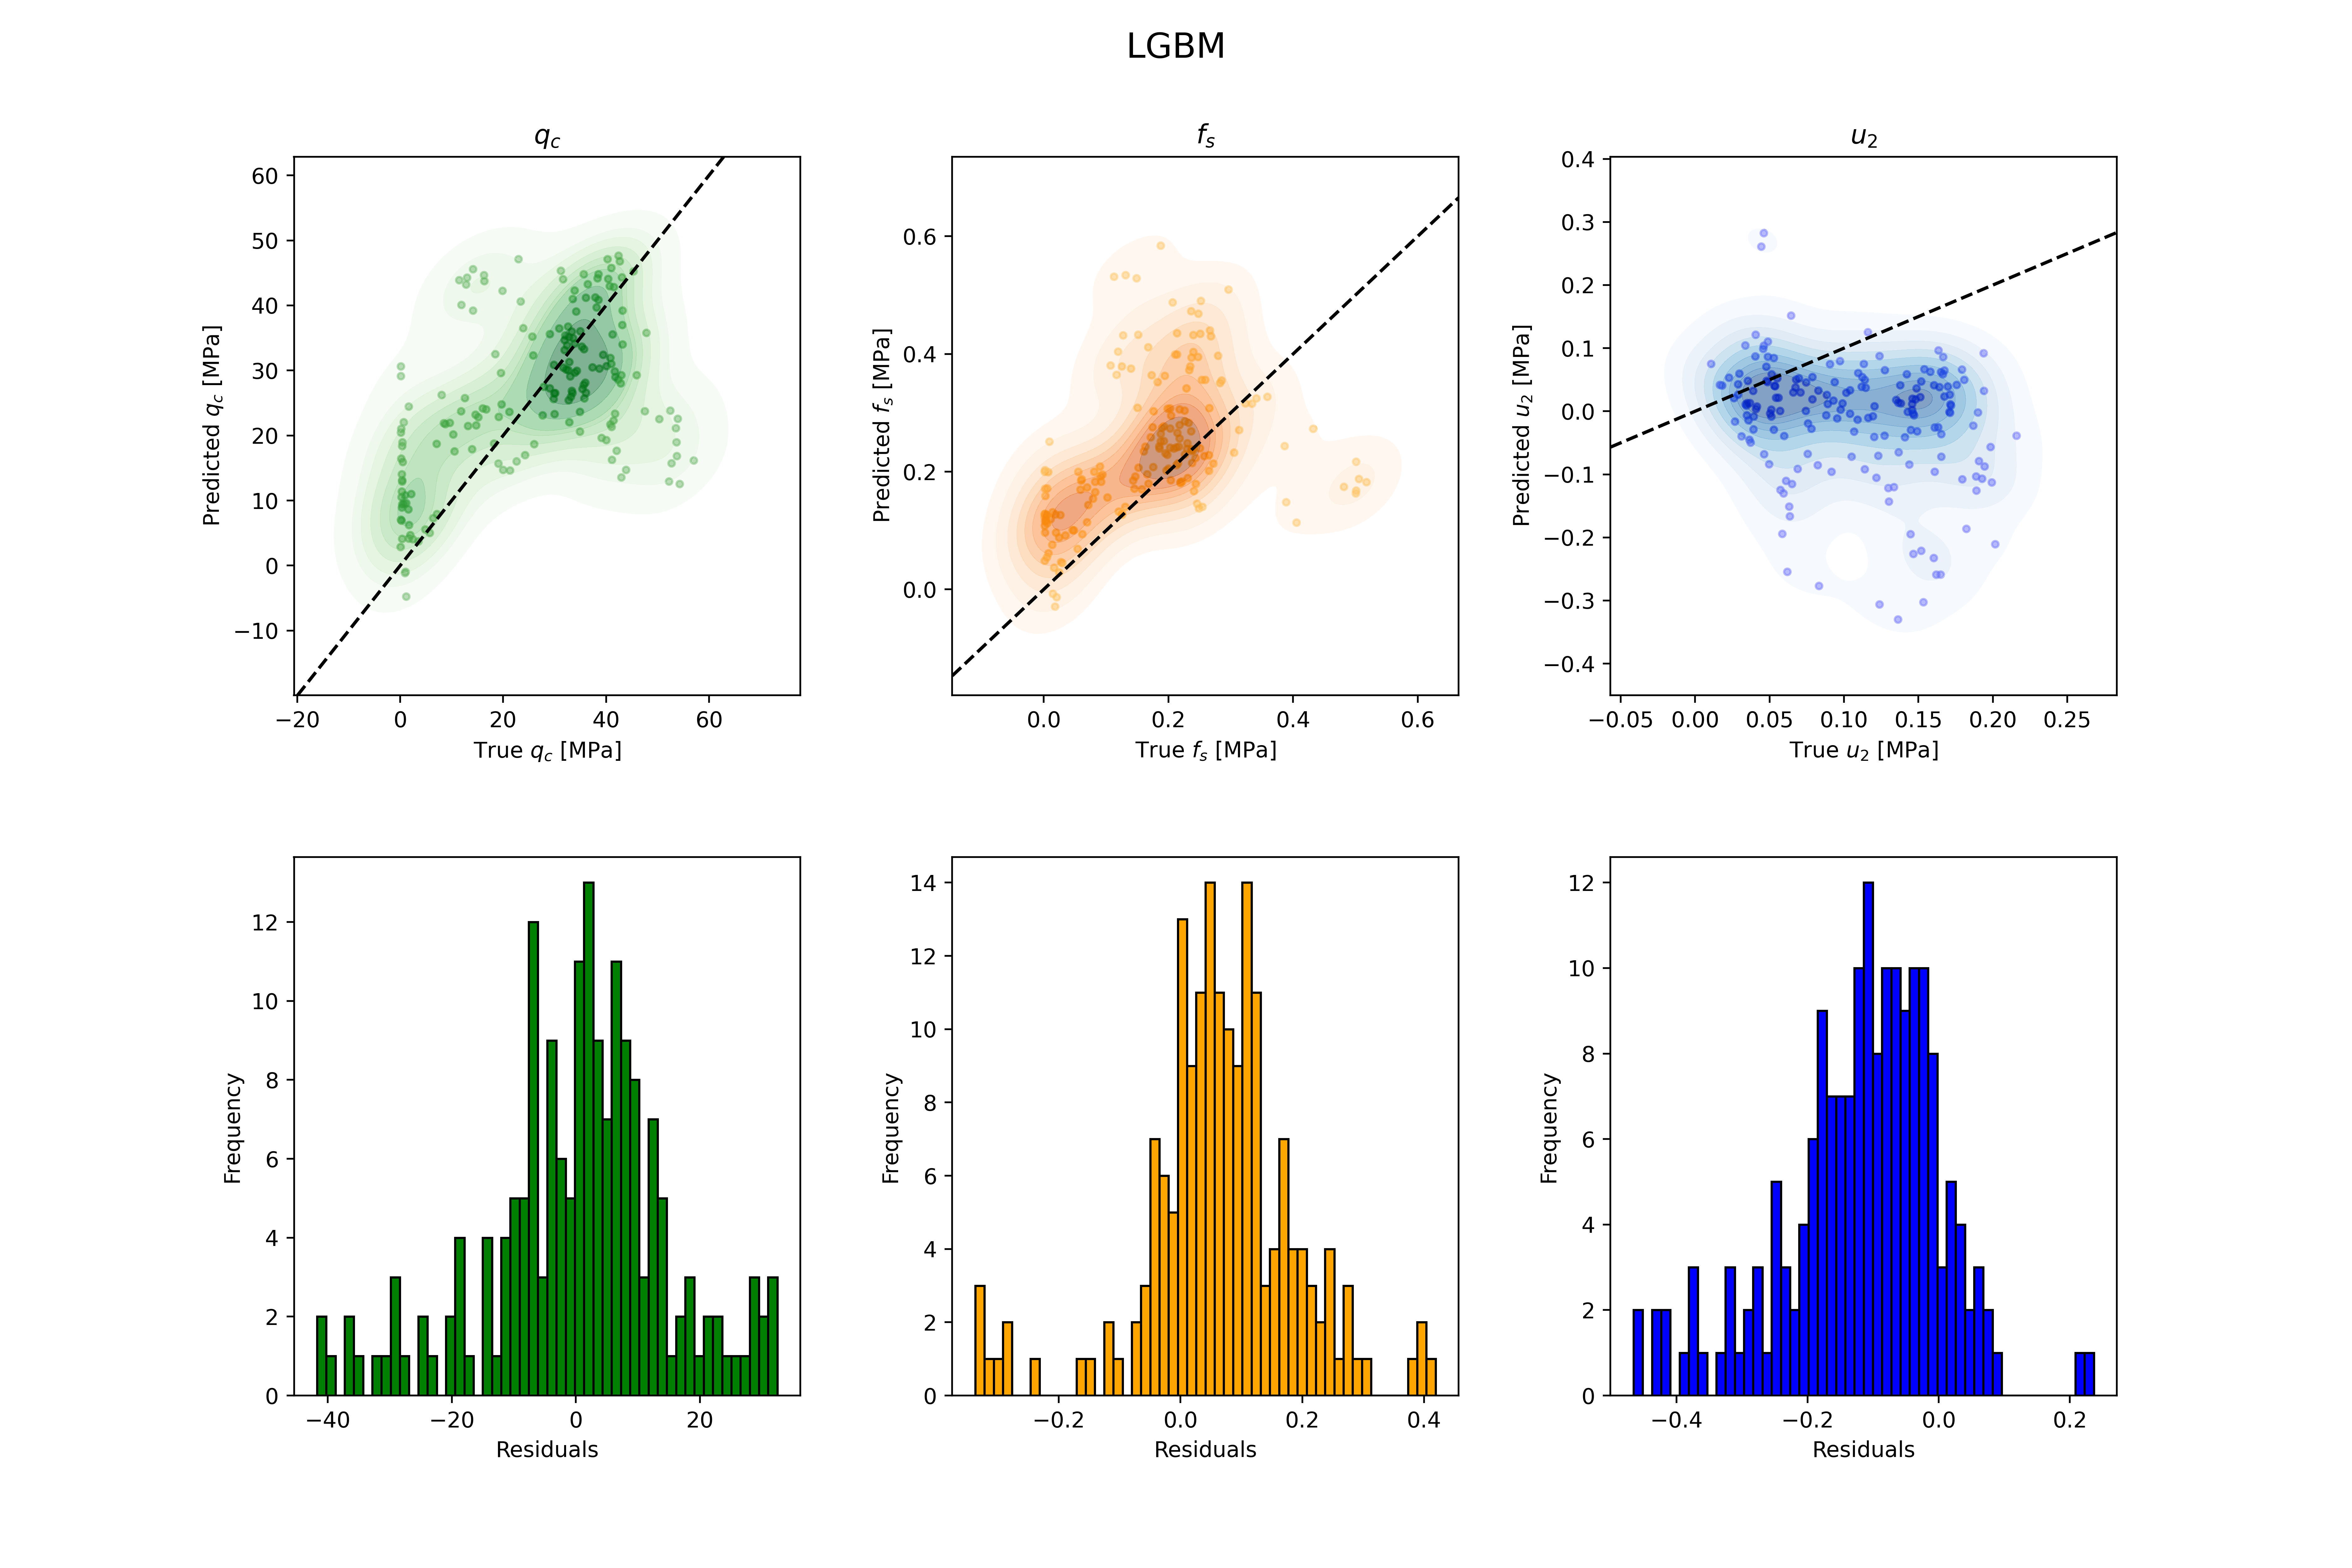 LGBM
q_c
60
50
40
30
20
10
0
−10
Predicted q_c [MPa]
−20 0 20 40 60
True q_c [MPa]
f_s
0.6
0.4
0.2
0.0
Predicted f_s [MPa]
0.0 0.2 0.4 0.6
True f_s [MPa]
u_2
0.4
0.3
0.2
0.1
0.0
−0.1
−0.2
−0.3
−0.4
Predicted u_2 [MPa]
−0.05 0.00 0.05 0.10 0.15 0.20 0.25
True u_2 [MPa]
12
10
8
6
4
2
0
Frequency
−40 −20 0 20
Residuals
14
12
10
8
6
4
2
0
Frequency
−0.2 0.0 0.2 0.4
Residuals
12
10
8
6
4
2
0
Frequency
−0.4 −0.2 0.0 0.2
Residuals